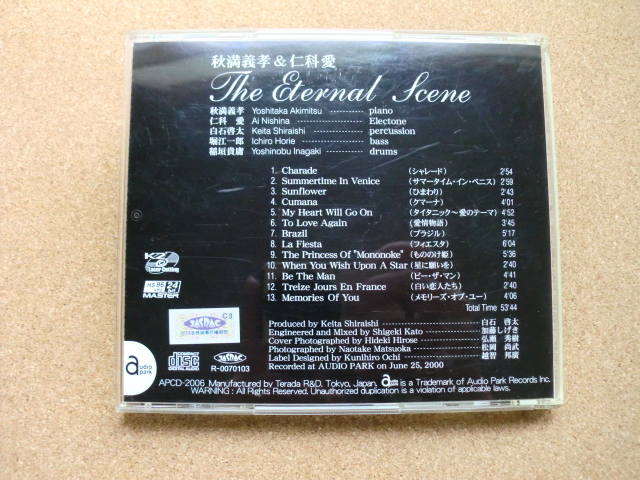 秋満義孝&仁科愛
The Eternal Scene
秋満義孝 Yoshitaka Akimitsu piano
仁科 愛 Ai Nishina Electone
白石啓太 Keita Shiraishi percussion
堀江一郎 Ichiro Horie bass
稲垣貴庸 Yoshinobu Inagaki drums
1. Charade (シャレード) 2'54
2. Summertime In Venice (サマータイム・イン・ベニス) 2'59
3. Sunflower (ひまわり) 2'43
4. Cumana (クマーナ) 4'01
5. My Heart Will Go On (タイタニック〜愛のテーマ) 4'52
6. To Love Again (愛情物語) 3'45
7. Brazil (ブラジル) 5'17
8. La Fiesta (フィエスタ) 6'04
9. The Princess Of "Mononoke" (もののけ姫) 5'36
10. When You Wish Upon A Star (星に願いを) 2'40
11. Be The Man (ビー・ザ・マン) 4'41
12. Treize Jours En France (白い恋人たち) 2'40
13. Memories Of You (メモリーズ・オブ・ユー) 4'06
Total Time 53'44
K2
Laser Cutting
24
Bit
MASTER
JASRAC
C3
Produced by Keita Shiraishi 白石 啓太
Engineered and Mixed by Shigeki Kato 加藤しげき
Cover Photographed by Hideki Hirose 弘瀬 秀樹
Photographed by Naotake Matsuoka 松岡 尚武
Label Designed by Kunihiro Ochi 越智 邦廣
Recorded at AUDIO PARK on June 25, 2000
audio park
COMPACT disc DIGITAL AUDIO
JASRAC
R-0070103
APCD-2006 Manufactured by Terada R&D. Tokyo, Japan. a is a Trademark of Audio Park Records Inc.
WARNING : All Rights Reserved. Unauthorized duplication is a violation of applicable laws.